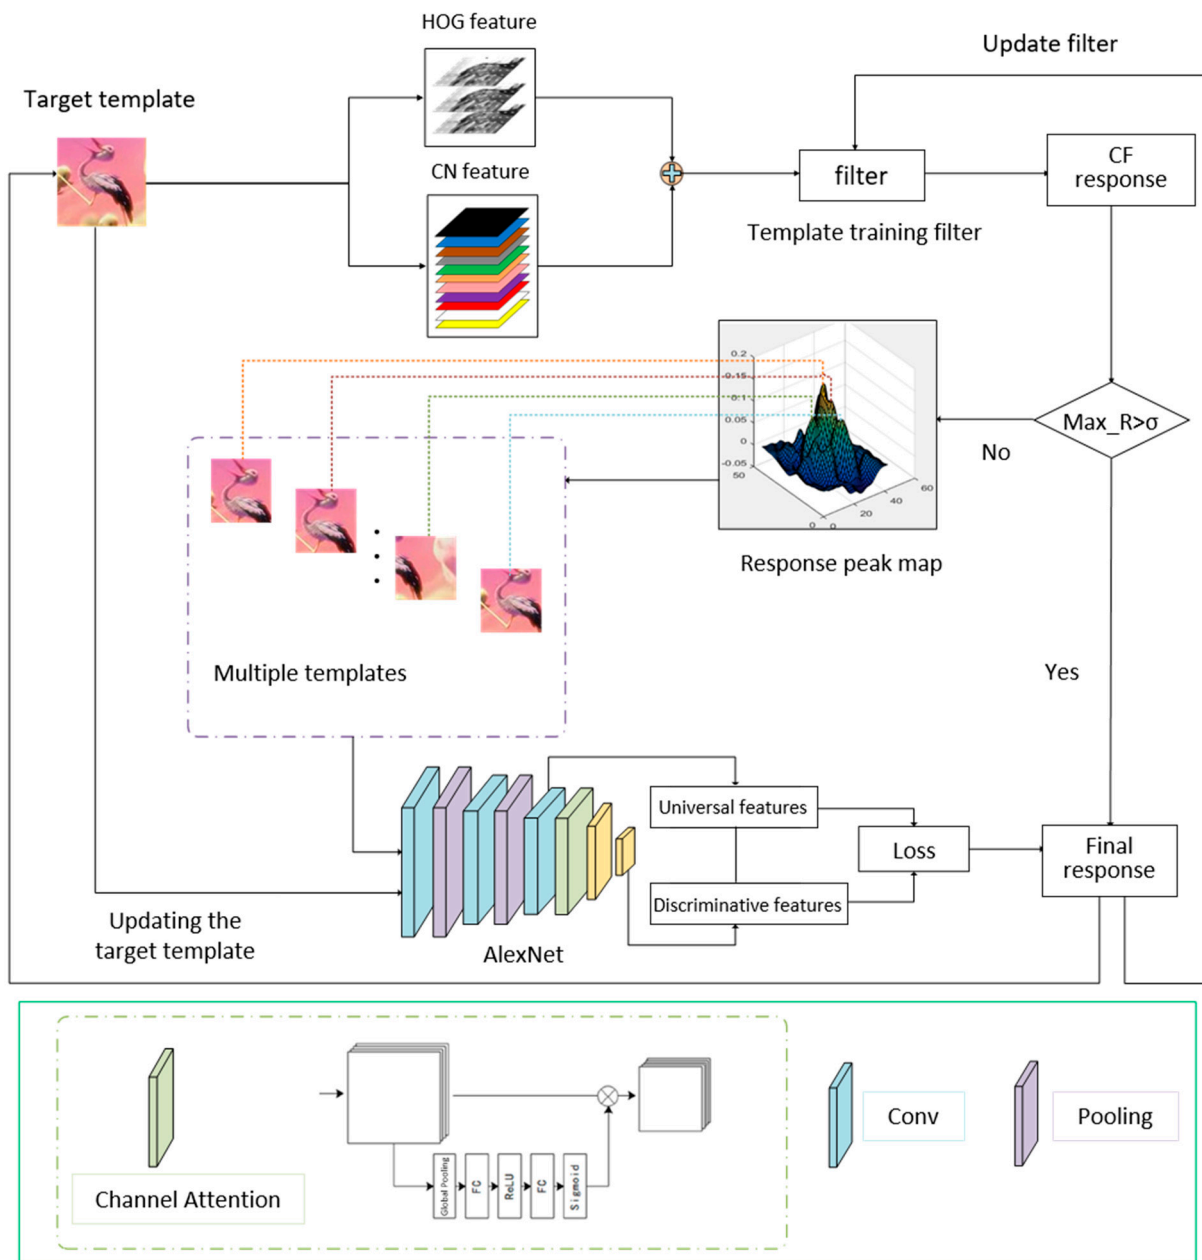 HOG feature
Update filter
Target template
CN feature
filter
CF
response
Template training filter
0.2
0.15
0.1
0.05
0
-0.05
50
0
0
20
40
60
Max_R>σ
No
Response peak map
Multiple templates
Yes
Universal features
Loss
Final
response
Discriminative features
Updating the
target template
AlexNet
Channel Attention
Global Pooling
FC
ReLU
FC
Sigmoid
Conv
Pooling